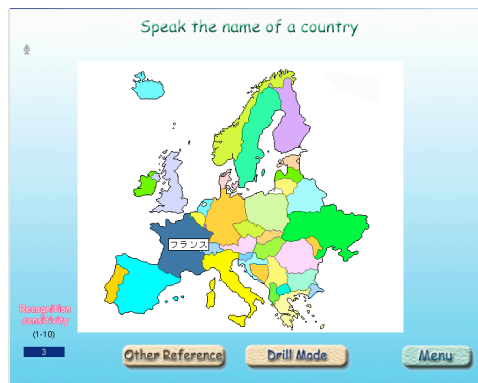 Speak the name of a country
フランス
Recognition
sensitivity
(1-10)
3
Other Reference
Drill Mode
Menu